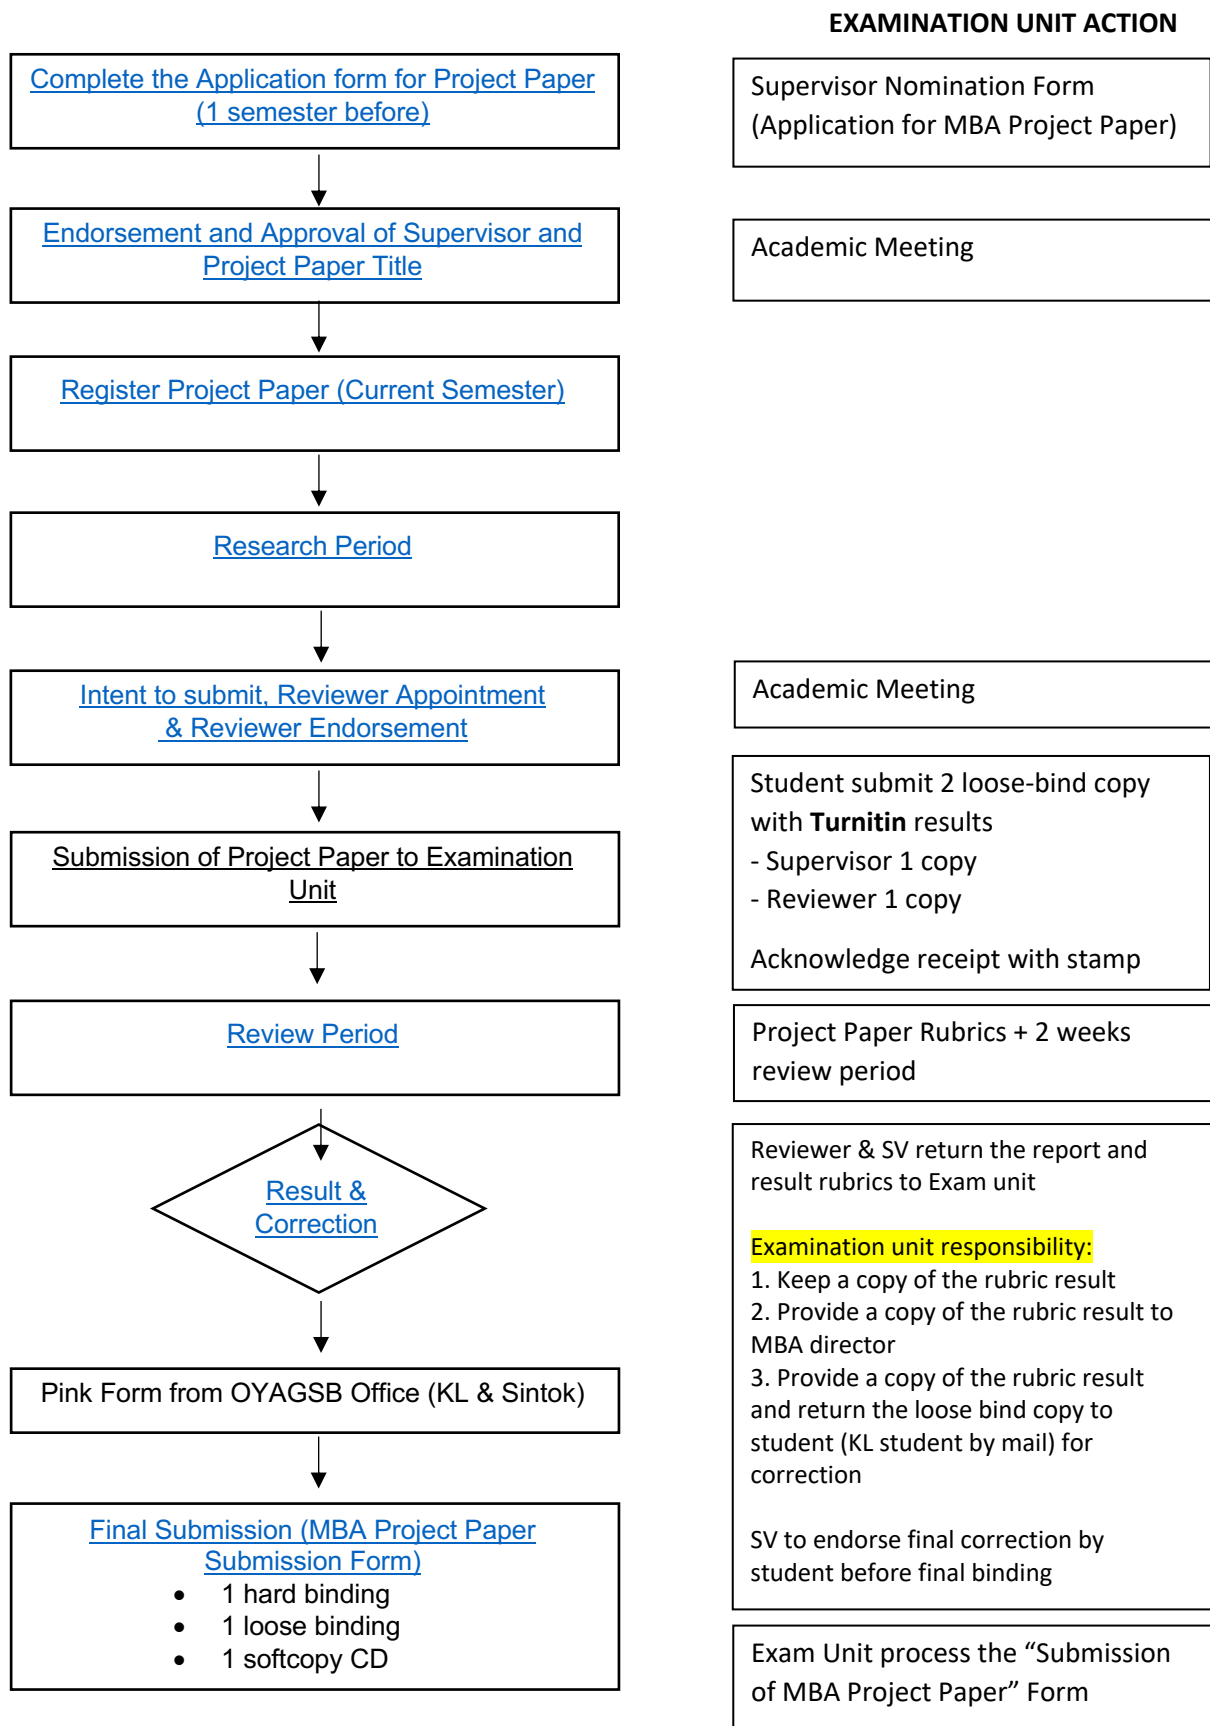 EXAMINATION UNIT ACTION
Complete the Application form for Project Paper
(1 semester before)
Supervisor Nomination Form
(Application for MBA Project Paper)
Endorsement and Approval of Supervisor and
Project Paper Title
Academic Meeting
Register Project Paper (Current Semester)
Research Period
Intent to submit, Reviewer Appointment
& Reviewer Endorsement
Academic Meeting
Submission of Project Paper to Examination
Unit
Student submit 2 loose-bind copy
with Turnitin results
- Supervisor 1 copy
- Reviewer 1 copy
Acknowledge receipt with stamp
Review Period
Project Paper Rubrics + 2 weeks
review period
Result &
Correction
Reviewer & SV return the report and
result rubrics to Exam unit
Examination unit responsibility:
1. Keep a copy of the rubric result
2. Provide a copy of the rubric result to
MBA director
3. Provide a copy of the rubric result
and return the loose bind copy to
student (KL student by mail) for
correction
SV to endorse final correction by
student before final binding
Pink Form from OYAGSB Office (KL & Sintok)
Final Submission (MBA Project Paper
Submission Form)
• 1 hard binding
• 1 loose binding
• 1 softcopy CD
Exam Unit process the “Submission
of MBA Project Paper” Form